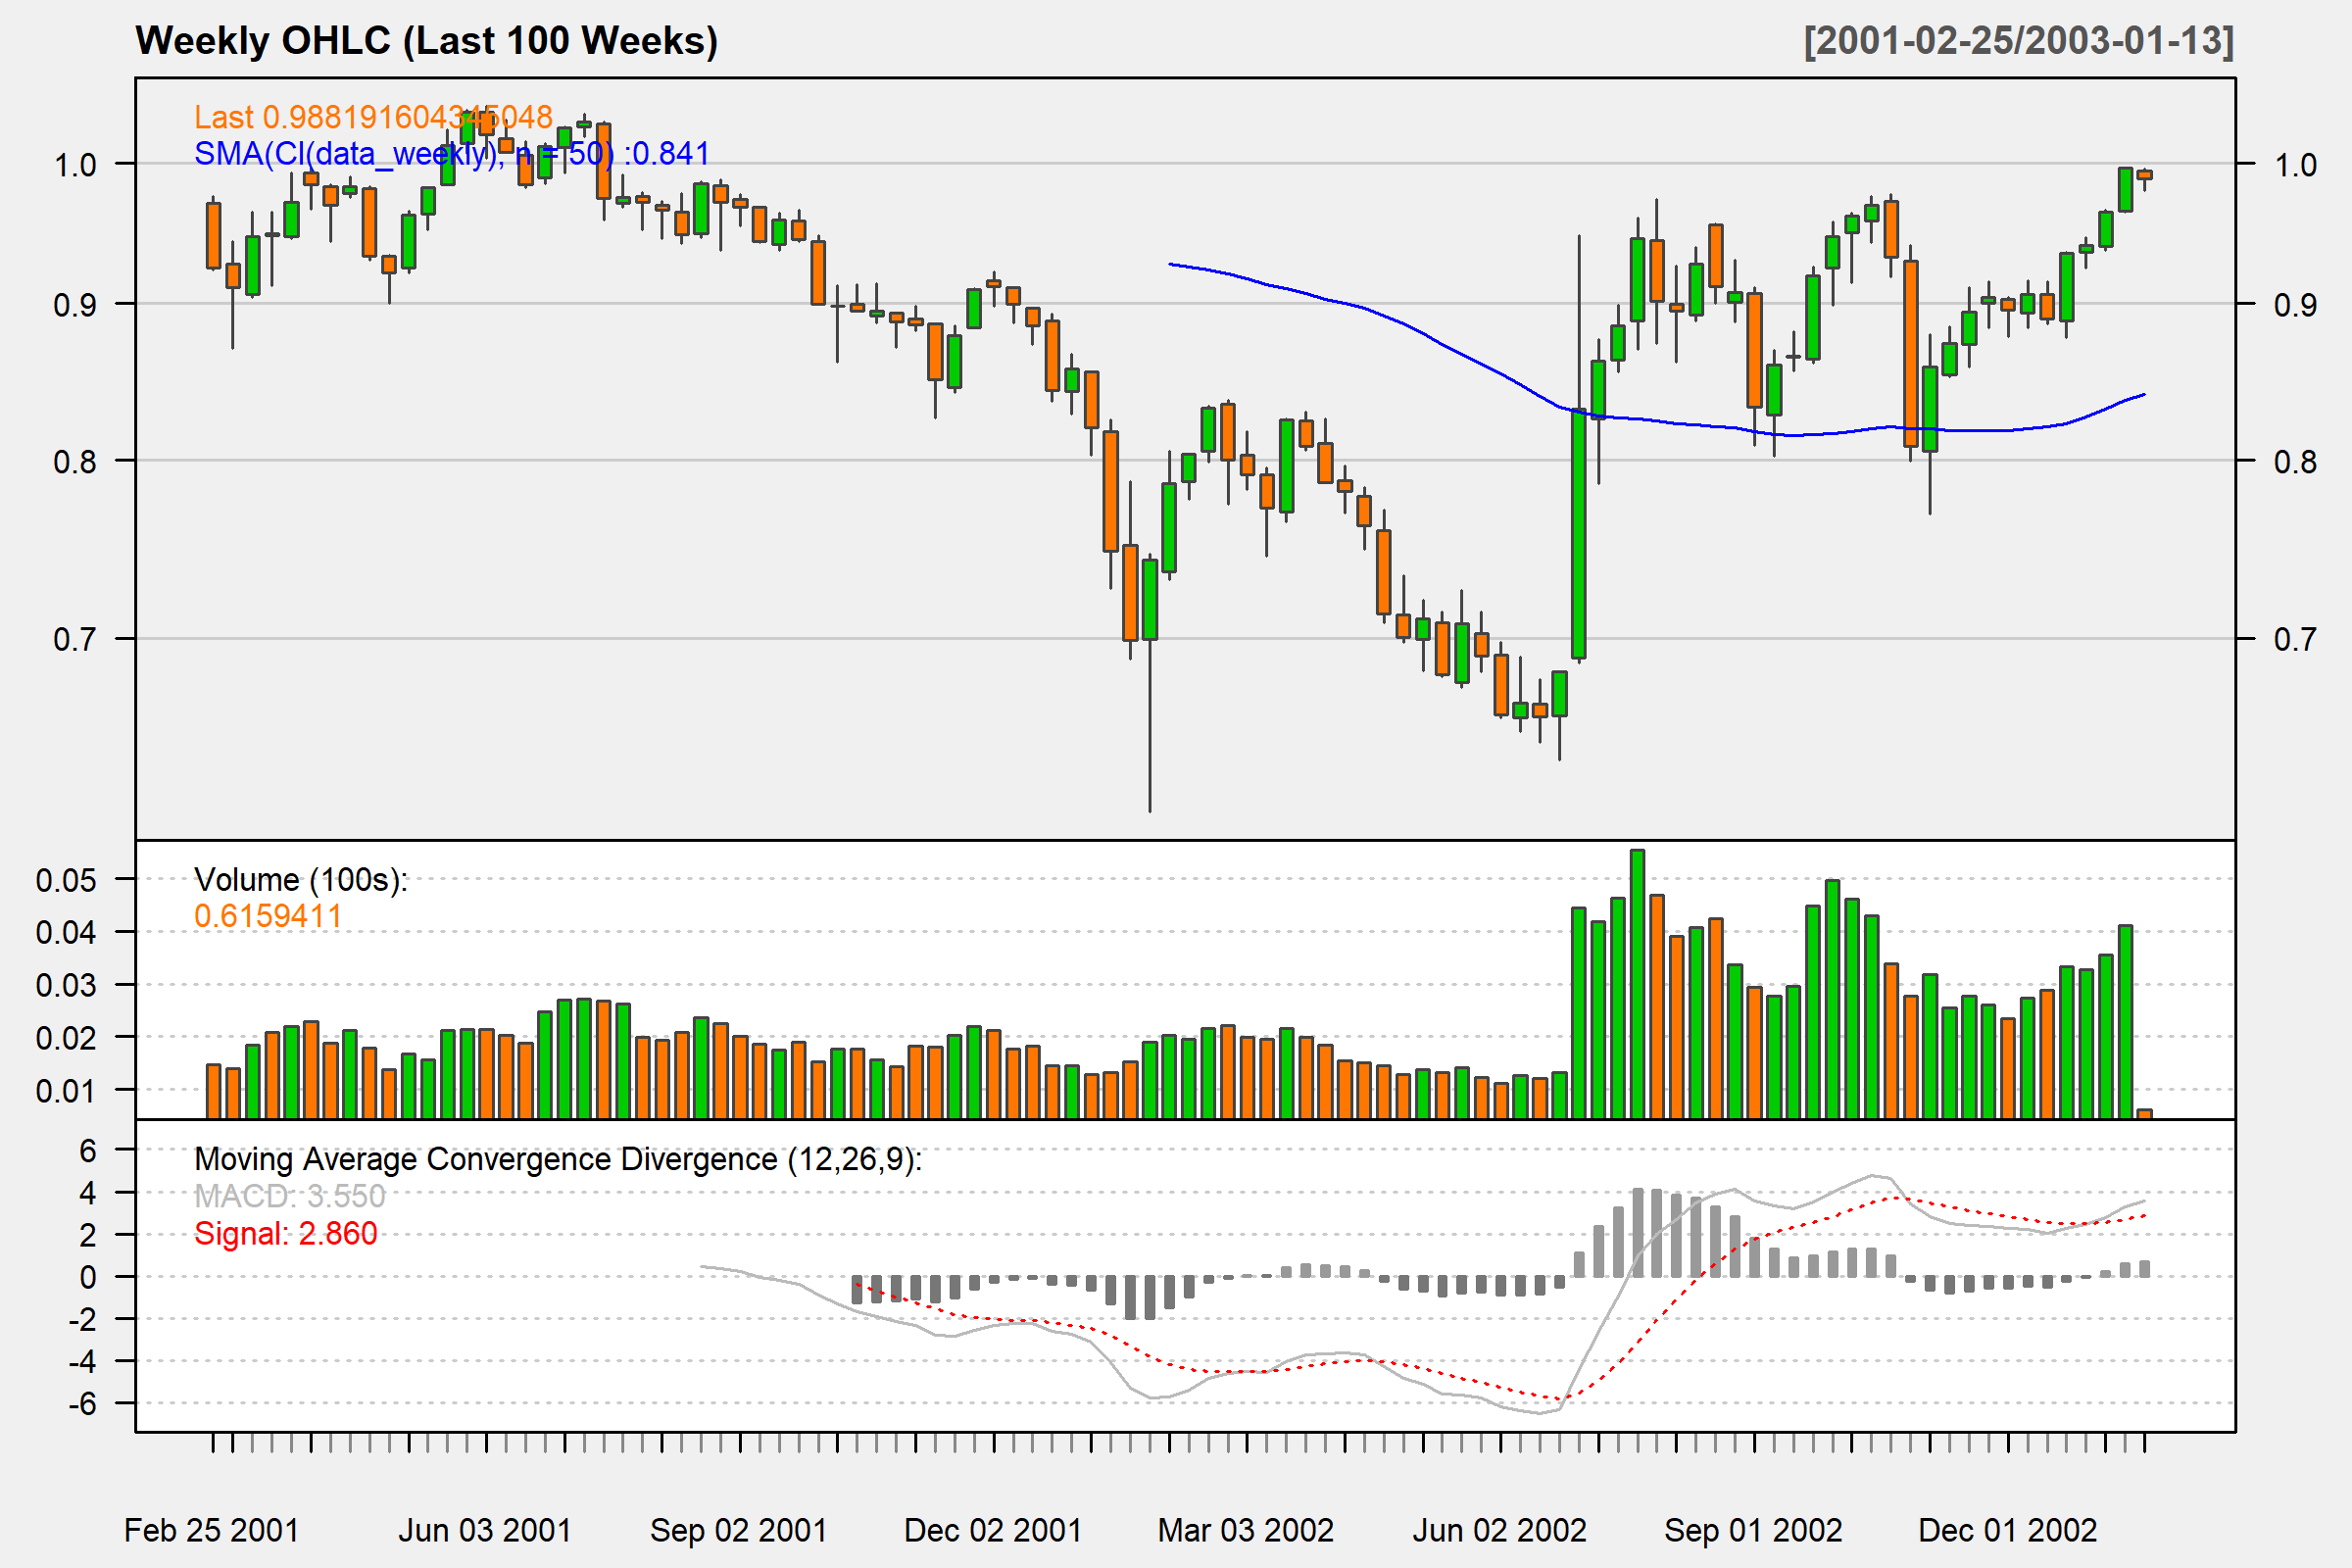 Weekly OHLC (Last 100 Weeks) [2001-02-25/2003-01-13]
Last 0.988191604345048
SMA(Cl(data_weekly), n = 50) :0.841
1.0 1.0
0.9 0.9
0.8 0.8
0.7 0.7
Volume (100s):
0.6159411
0.05
0.04
0.03
0.02
0.01
Moving Average Convergence Divergence (12,26,9):
MACD: 3.550
Signal: 2.860
6
4
2
0
-2
-4
-6
Feb 25 2001 Jun 03 2001 Sep 02 2001 Dec 02 2001 Mar 03 2002 Jun 02 2002 Sep 01 2002 Dec 01 2002